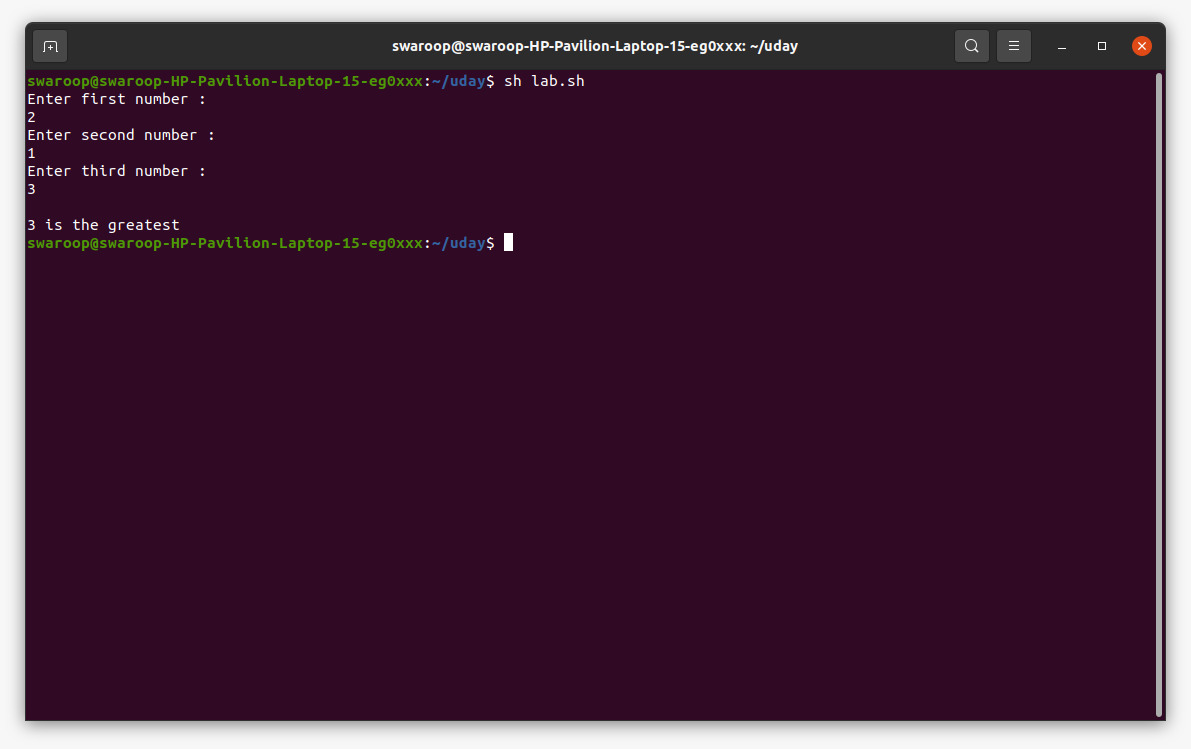 swaroop@swaroop-HP-Pavilion-Laptop-15-eg0xxx: ~/uday
swaroop@swaroop-HP-Pavilion-Laptop-15-eg0xxx:~/uday$ sh lab.sh
Enter first number :
2
Enter second number :
1
Enter third number :
3
3 is the greatest
swaroop@swaroop-HP-Pavilion-Laptop-15-eg0xxx:~/uday$